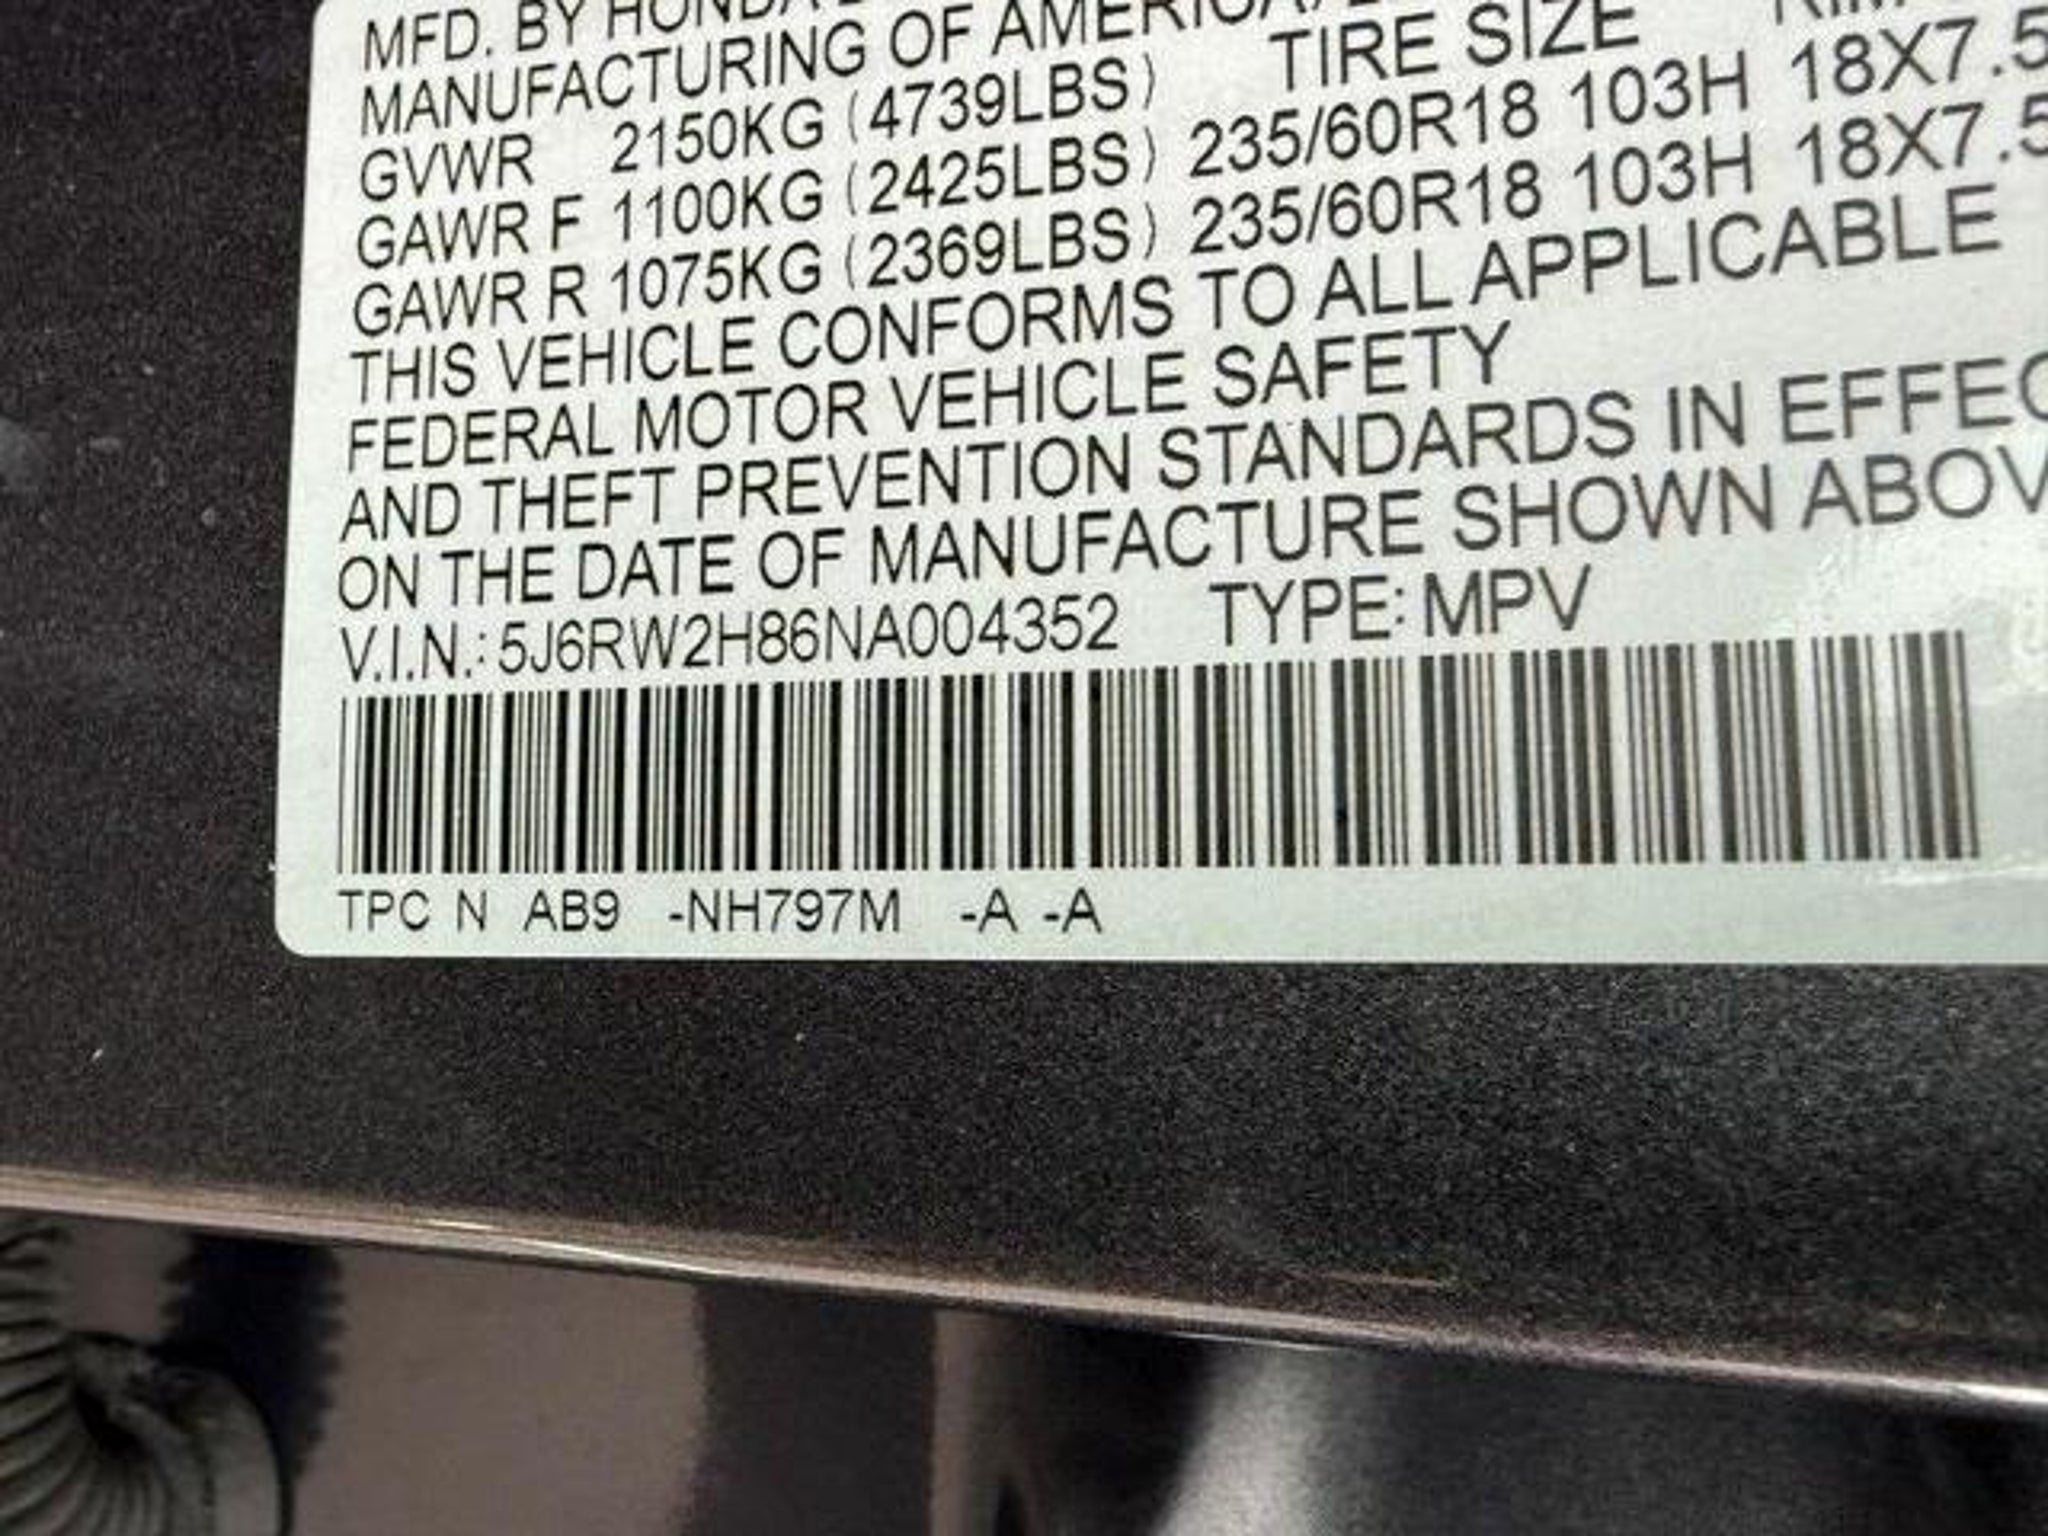 MFD. BY HONDA
MANUFACTURING OF AMERICA,
TIRE SIZE
GVWR 2150KG (4739LBS)
GAWR F 1100KG (2425LBS) 235/60R18 103H 18X7.5
GAWR R 1075KG (2369LBS) 235/60R18 103H 18X7.5
THIS VEHICLE CONFORMS TO ALL APPLICABLE
FEDERAL MOTOR VEHICLE SAFETY
AND THEFT PREVENTION STANDARDS IN EFFEC
ON THE DATE OF MANUFACTURE SHOWN ABOV
V.I.N.: 5J6RW2H86NA004352 TYPE: MPV
TPC N AB9 -NH797M -A -A